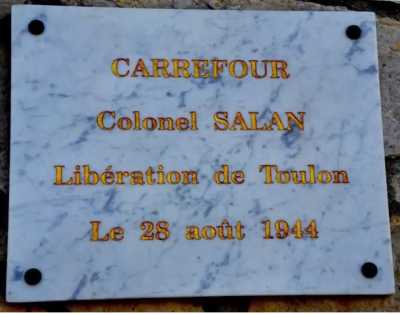 CARREFOUR
Colonel SALAN
Libération de Toulon
Le 28 août 1944